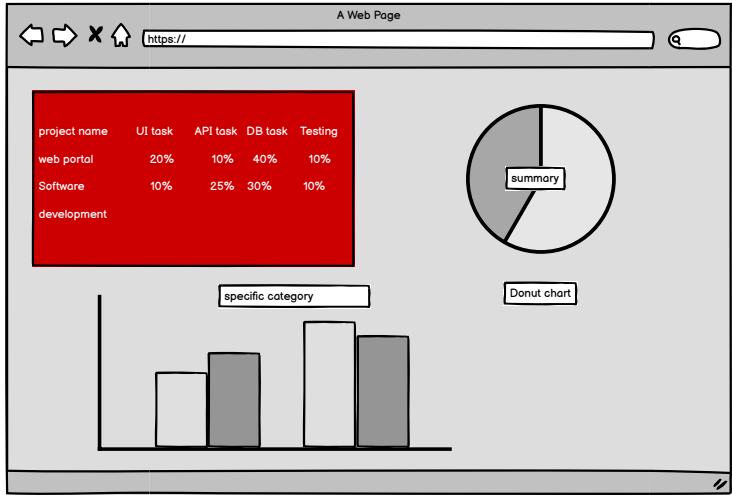 A Web Page
https://
project name UI task API task DB task Testing
web portal 20% 10% 40% 10%
Software 10% 25% 30% 10%
development
summary
specific category
Donut chart